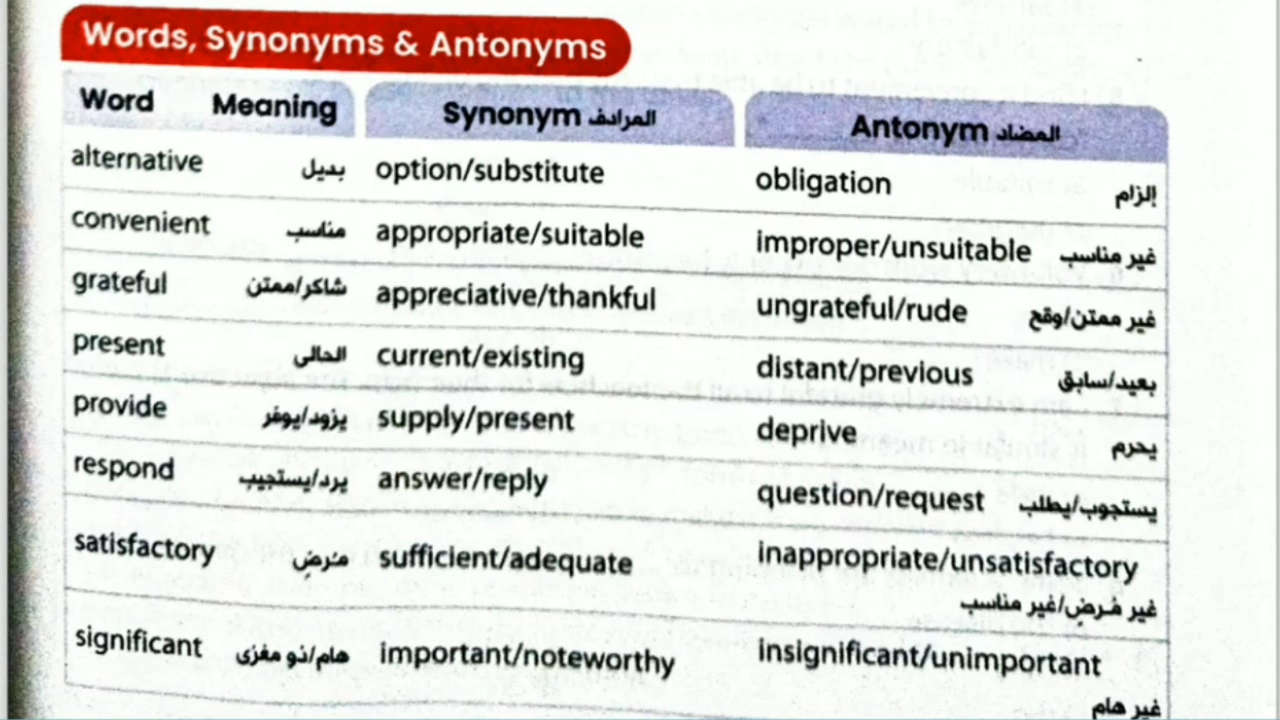 Words, Synonyms & Antonyms
Word Meaning Synonym المرادف Antonym المضاد
alternative بديل option/substitute obligation إلزام
convenient مناسب appropriate/suitable improper/unsuitable غير مناسب
grateful شاكر/ممتن appreciative/thankful ungrateful/rude غير ممتن/وقح
present الحالى current/existing distant/previous بعيد/سابق
provide يزود/يوفر supply/present deprive يحرم
respond يرد/يستجيب answer/reply question/request يستجوب/يطلب
satisfactory مُرضٍ sufficient/adequate inappropriate/unsatisfactory
غير مُرضٍ/غير مناسب
significant هام/ذو مغزى important/noteworthy insignificant/unimportant
غير هام